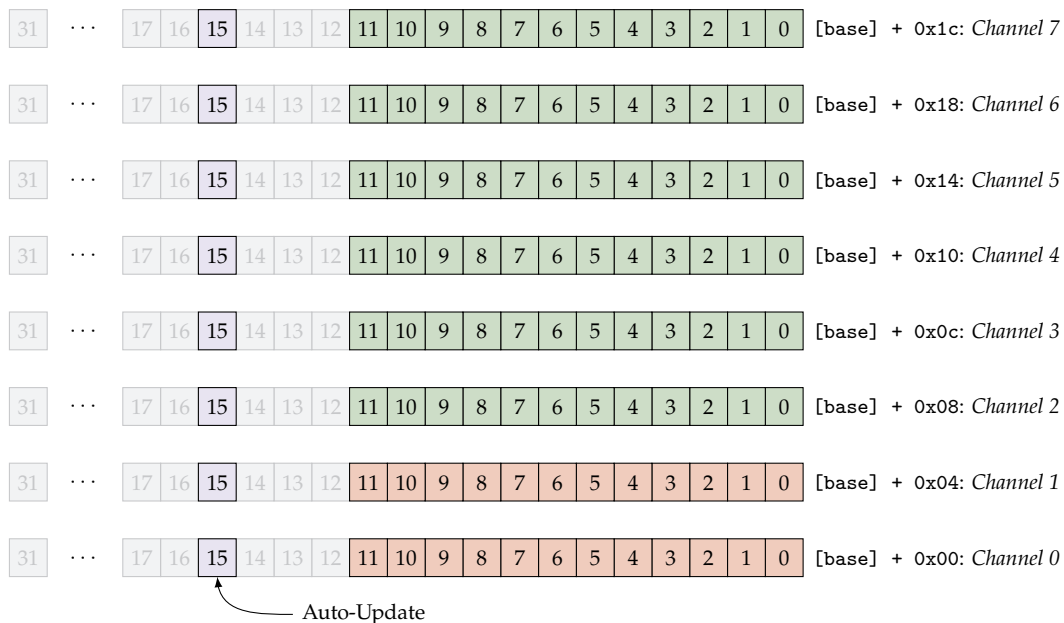 31 ··· 17 16 15 14 13 12 11 10 9 8 7 6 5 4 3 2 1 0 [base] + 0x1c: Channel 7
31 ··· 17 16 15 14 13 12 11 10 9 8 7 6 5 4 3 2 1 0 [base] + 0x18: Channel 6
31 ··· 17 16 15 14 13 12 11 10 9 8 7 6 5 4 3 2 1 0 [base] + 0x14: Channel 5
31 ··· 17 16 15 14 13 12 11 10 9 8 7 6 5 4 3 2 1 0 [base] + 0x10: Channel 4
31 ··· 17 16 15 14 13 12 11 10 9 8 7 6 5 4 3 2 1 0 [base] + 0x0c: Channel 3
31 ··· 17 16 15 14 13 12 11 10 9 8 7 6 5 4 3 2 1 0 [base] + 0x08: Channel 2
31 ··· 17 16 15 14 13 12 11 10 9 8 7 6 5 4 3 2 1 0 [base] + 0x04: Channel 1
31 ··· 17 16 15 14 13 12 11 10 9 8 7 6 5 4 3 2 1 0 [base] + 0x00: Channel 0
Auto-Update